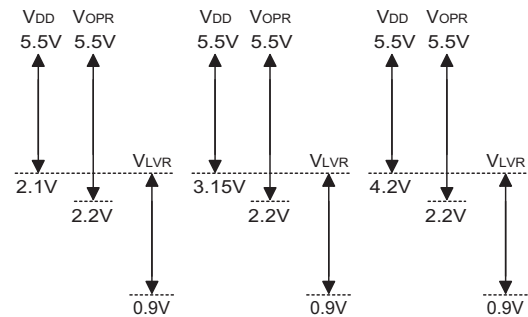 VDD VOPR VDD VOPR VDD VOPR
5.5V 5.5V 5.5V 5.5V 5.5V 5.5V
VLVR VLVR VLVR
2.1V 3.15V 4.2V
2.2V 2.2V 2.2V
0.9V 0.9V 0.9V